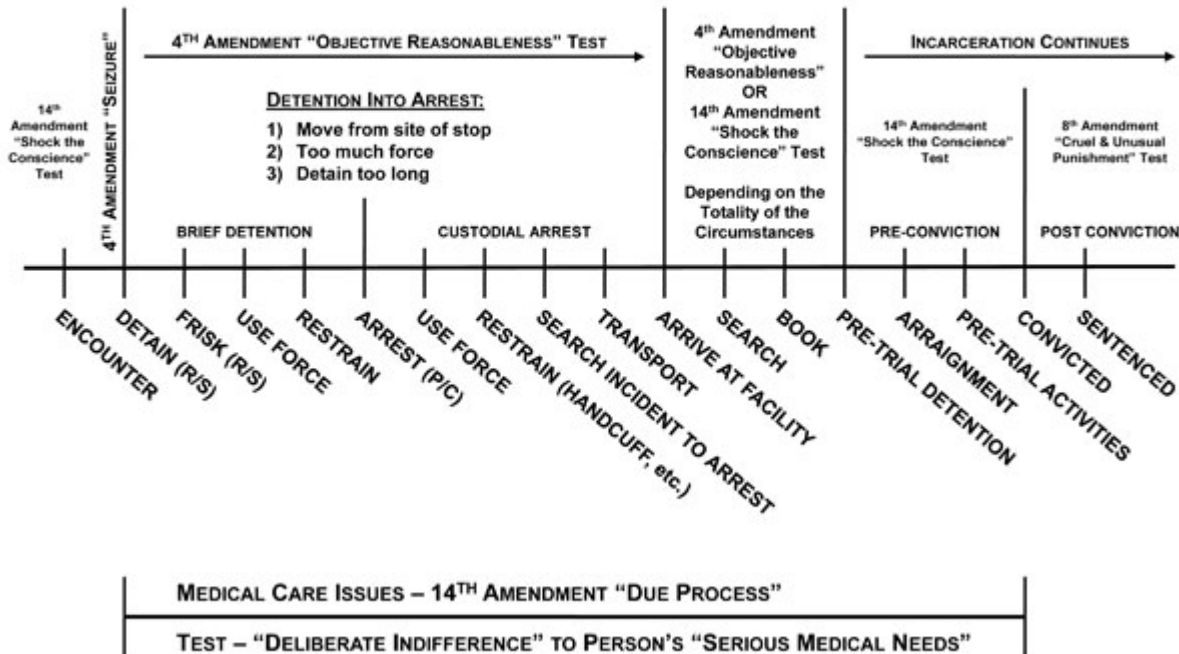 14th
Amendment
“Shock the
Conscience”
Test
4TH AMENDMENT “SEIZURE”
4TH AMENDMENT “OBJECTIVE REASONABLENESS” TEST
DETENTION INTO ARREST:
1) Move from site of stop
2) Too much force
3) Detain too long
BRIEF DETENTION
CUSTODIAL ARREST
4th Amendment
“Objective
Reasonableness”
OR
14th Amendment
“Shock the
Conscience” Test
Depending on the
Totality of the
Circumstances
INCARCERATION CONTINUES
14th Amendment
“Shock the Conscience”
Test
PRE-CONVICTION
8th Amendment
“Cruel & Unusual
Punishment” Test
POST CONVICTION
ENCOUNTER
DETAIN (R/S)
FRISK (R/S)
USE FORCE
RESTRAIN
ARREST (P/C)
USE FORCE
RESTRAIN (HANDCUFF, etc.)
SEARCH INCIDENT TO ARREST
TRANSPORT
ARRIVE AT FACILITY
SEARCH
BOOK
PRE-TRIAL DETENTION
ARRAIGNMENT
PRE-TRIAL ACTIVITIES
CONVICTED
SENTENCED
MEDICAL CARE ISSUES – 14TH AMENDMENT “DUE PROCESS”
TEST – “DELIBERATE INDIFFERENCE” TO PERSON’S “SERIOUS MEDICAL NEEDS”